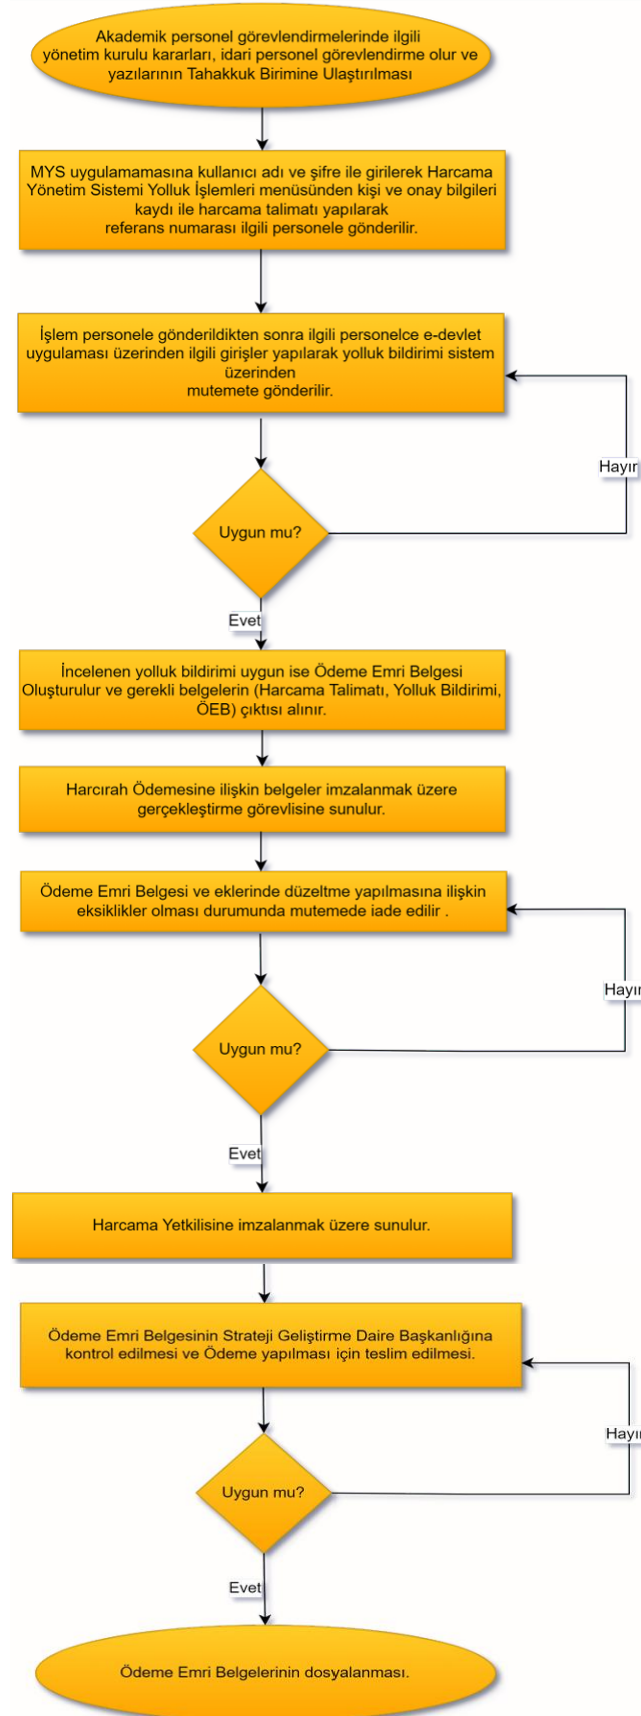 Akademik personel görevlendirmelerinde ilgili
yönetim kurulu kararları, idari personel görevlendirme olur ve
yazılarının Tahakkuk Birimine Ulaştırılması
MYS uygulamamasına kullanıcı adı ve şifre ile girilerek Harcama
Yönetim Sistemi Yolluk İşlemleri menüsünden kişi ve onay bilgileri
kaydı ile harcama talimatı yapılarak
referans numarası ilgili personele gönderilir.
İşlem personele gönderildikten sonra ilgili personelce e-devlet
uygulaması üzerinden ilgili girişler yapılarak yolluk bildirimi sistem
üzerinden
mutemete gönderilir.
Hayır
Uygun mu?
Evet
İncelenen yolluk bildirimi uygun ise Ödeme Emri Belgesi
Oluşturulur ve gerekli belgelerin (Harcama Talimatı, Yolluk Bildirimi,
ÖEB) çıktısı alınır.
Harcırah Ödemesine ilişkin belgeler imzalanmak üzere
gerçekleştirme görevlisine sunulur.
Ödeme Emri Belgesi ve eklerinde düzeltme yapılmasına ilişkin
eksiklikler olması durumunda mutemede iade edilir .
Hayır
Uygun mu?
Evet
Harcama Yetkilisine imzalanmak üzere sunulur.
Ödeme Emri Belgesinin Strateji Geliştirme Daire Başkanlığına
kontrol edilmesi ve Ödeme yapılması için teslim edilmesi.
Hayır
Uygun mu?
Evet
Ödeme Emri Belgelerinin dosyalanması.